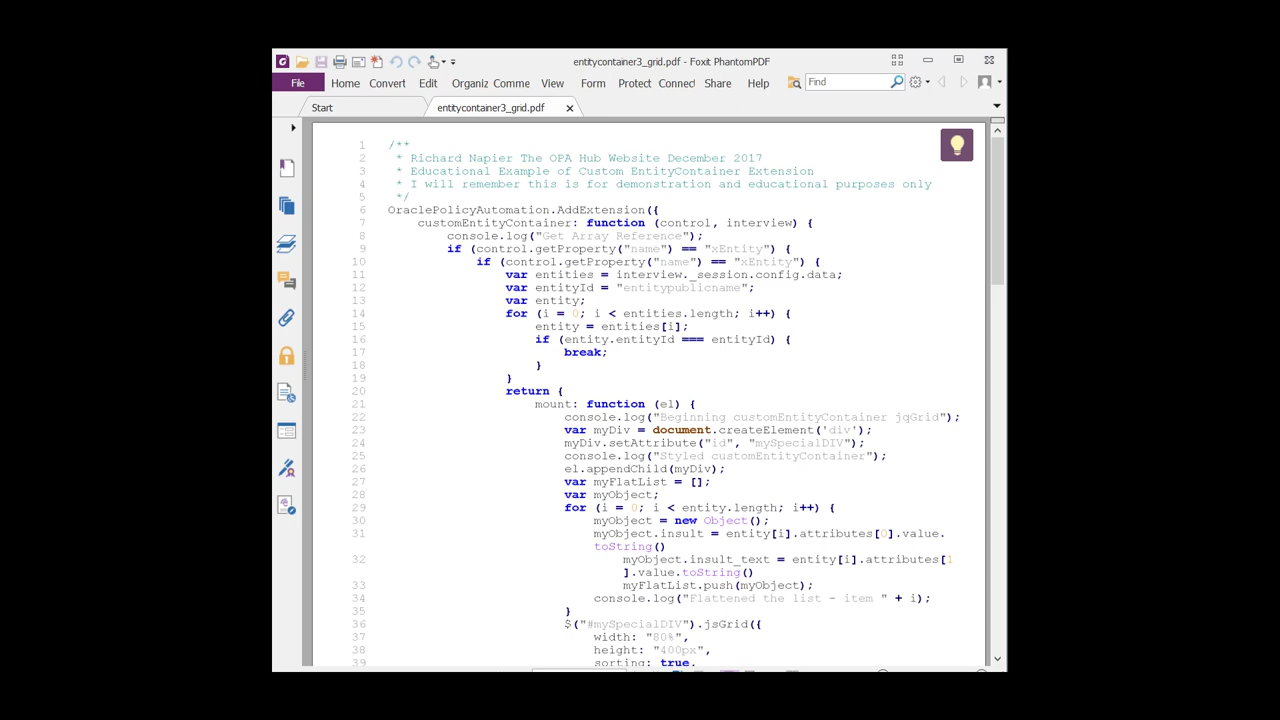 entitycontainer3_grid.pdf - Foxit PhantomPDF
File Home Convert Edit Organiz Comme View Form Protect Connect Share Help Find
Start entitycontainer3_grid.pdf
1 /**
2 * Richard Napier The OPA Hub Website December 2017
3 * Educational Example of Custom EntityContainer Extension
4 * I will remember this is for demonstration and educational purposes only
5 */
6 OraclePolicyAutomation.AddExtension({
7 customEntityContainer: function (control, interview) {
8 console.log("Get Array Reference");
9 if (control.getProperty("name") == "xEntity") {
10 if (control.getProperty("name") == "xEntity") {
11 var entities = interview._session.config.data;
12 var entityId = "entitypublicname";
13 var entity;
14 for (i = 0; i < entities.length; i++) {
15 entity = entities[i];
16 if (entity.entityId === entityId) {
17 break;
18 }
19 }
20 return {
21 mount: function (el) {
22 console.log("Beginning customEntityContainer jqGrid");
23 var myDiv = document.createElement('div');
24 myDiv.setAttribute("id", "mySpecialDIV");
25 console.log("Styled customEntityContainer");
26 el.appendChild(myDiv);
27 var myFlatList = [];
28 var myObject;
29 for (i = 0; i < entity.length; i++) {
30 myObject = new Object();
31 myObject.insult = entity[i].attributes[0].value.
toString()
32 myObject.insult_text = entity[i].attributes[1
].value.toString()
33 myFlatList.push(myObject);
34 console.log("Flattened the list - item " + i);
35 }
36 $("#mySpecialDIV").jsGrid({
37 width: "80%",
38 height: "400px",
39 sorting: true,